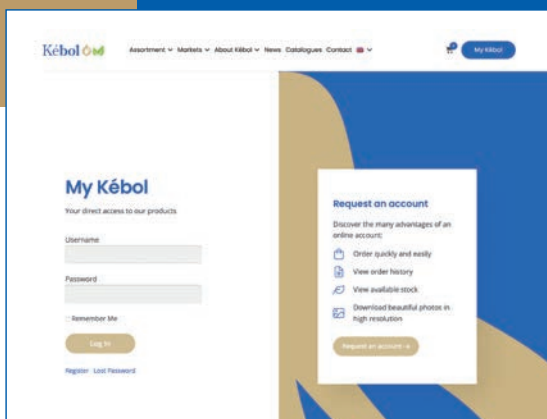 Kébol
Assortment Markets About Kébol News Catalogues Contact
My Kébol
My Kébol
Your direct access to our products
Username
Password
Remember Me
Log In
Register Lost Password
Request an account
Discover the many advantages of an
online account:
Order quickly and easily
View order history
View available stock
Download beautiful photos in
high resolution
Request an account →